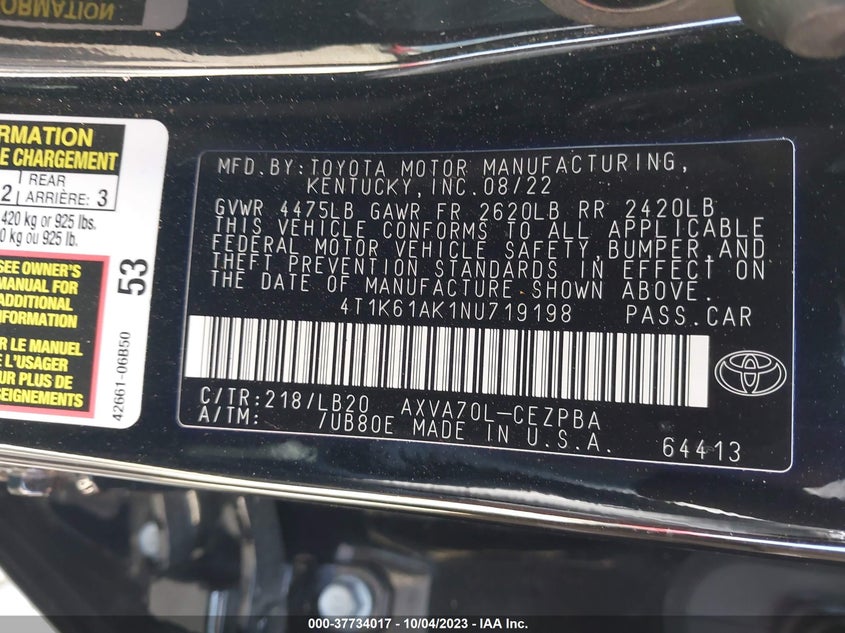 ORMATION
RMATION
E CHARGEMENT
2 REAR ARRIÈRE: 3
420 kg or 925 lbs.
0 kg ou 925 lb.
SEE OWNER'S
MANUAL FOR
ADDITIONAL
FORMATION
R LE MANUEL
L'USAGER
UR PLUS DE
SEIGNEMENTS
53
42661-06B50
MFD.BY:TOYOTA MOTOR MANUFACTURING,
KENTUCKY, INC.08/22
GVWR 4475LB GAWR FR 2620LB RR 2420LB
THIS VEHICLE CONFORMS TO ALL APPLICABLE
FEDERAL MOTOR VEHICLE SAFETY,BUMPER,AND
THEFT PREVENTION STANDARDS IN EFFECT ON
THE DATE OF MANUFACTURE SHOWN ABOVE.
4T1K61AK1NU719198 PASS.CAR
C/TR:218/LB20 AXVA70L-CEZPBA
A/TM: /UB80E MADE IN U.S.A.
64413
000-37734017 - 10/04/2023 - IAA Inc.